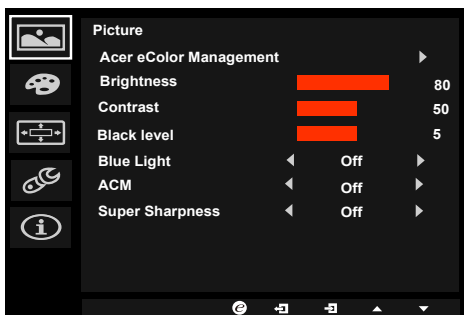 Picture
Acer eColor Management
Brightness 80
Contrast 50
Black level 5
Blue Light Off
ACM Off
Super Sharpness Off